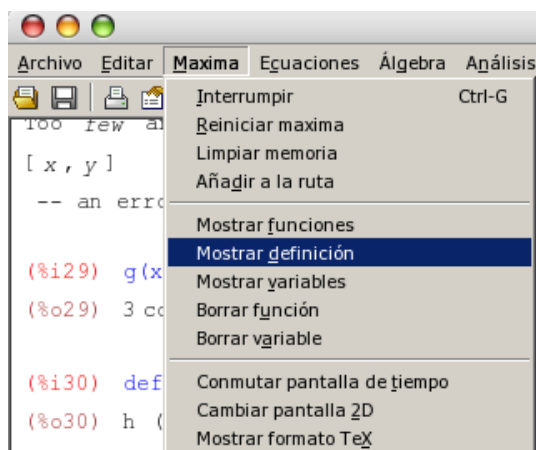 Archivo Editar Maxima Ecuaciones Álgebra Análisis
Interrumpir Ctrl-G
Reiniciar maxima
Limpiar memoria
Añadir a la ruta
Mostrar funciones
Mostrar definición
Mostrar variables
Borrar función
Borrar variable
Conmutar pantalla de tiempo
Cambiar pantalla 2D
Mostrar formato TeX
Too few
[ x , y ]
-- an
(%i29) g(x
(%o29) 3
(%i30) def
(%o30) h (